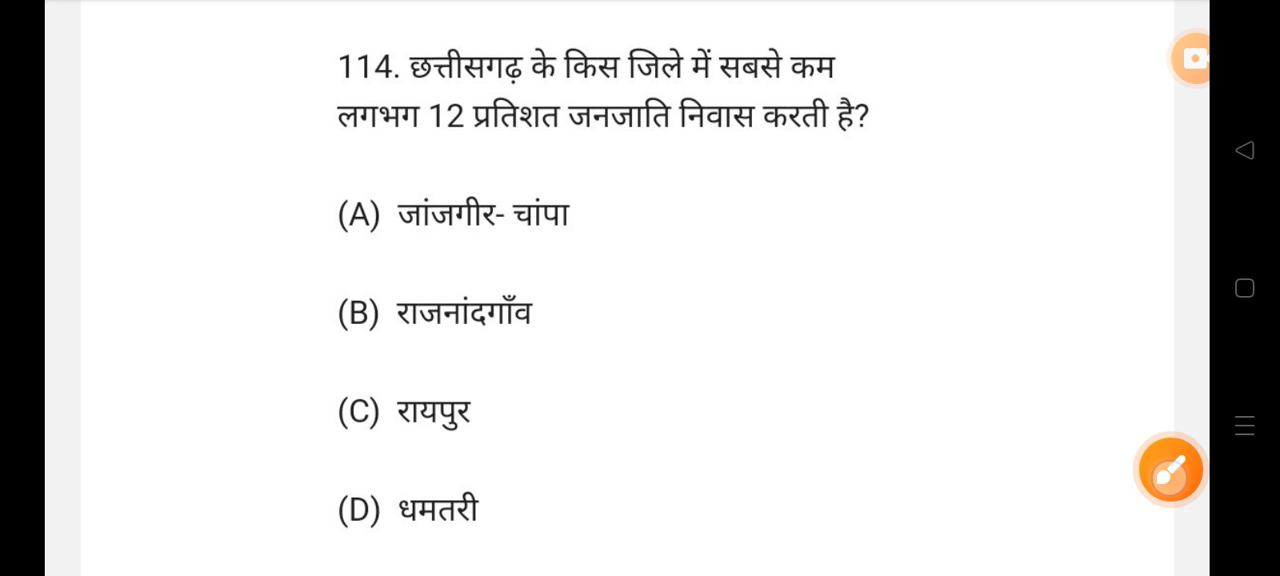 114. छत्तीसगढ़ के किस जिले में सबसे कम
लगभग 12 प्रतिशत जनजाति निवास करती है?
(A) जांजगीर- चांपा
(B) राजनांदगाँव
(C) रायपुर
(D) धमतरी